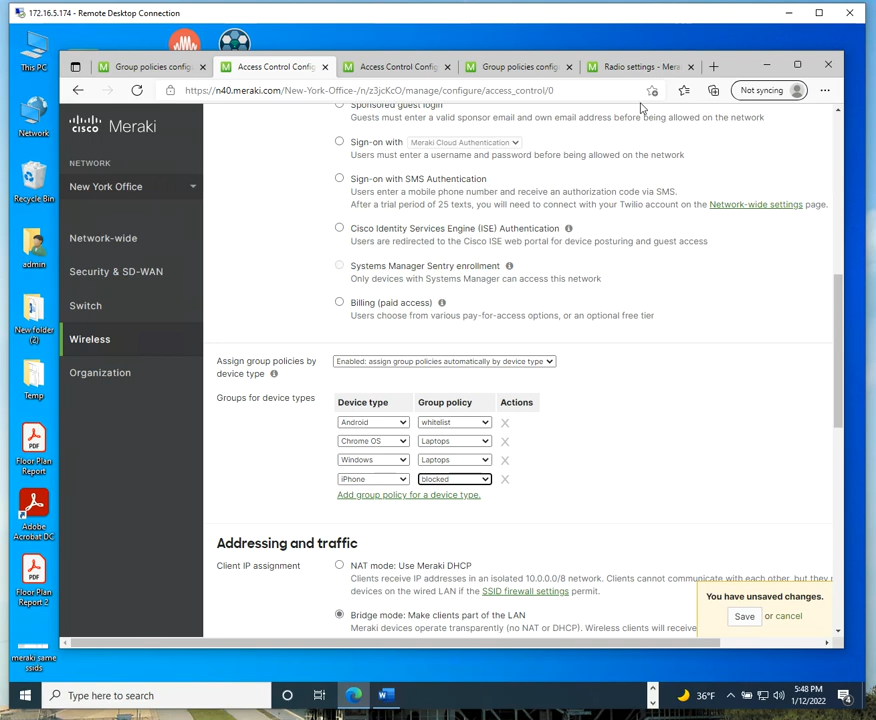 172.16.5.174 - Remote Desktop Connection
This PC
Network
Recycle Bin
admin
New folder
(2)
Temp
Floor Plan
Report
Adobe
Acrobat DC
Floor Plan
Report 2
meraki same
ssids
Group policies config
Access Control Config
Access Control Config
Group policies config
Radio settings - Mera
https://n40.meraki.com/New-York-Office-/n/z3jcKcO/manage/configure/access_control/0
Not syncing
cisco Meraki
NETWORK
New York Office
Network-wide
Security & SD-WAN
Switch
Wireless
Organization
Sponsored guest login
Guests must enter a valid sponsor email and own email address before being allowed on the network
Sign-on with Meraki Cloud Authentication
Users must enter a username and password before being allowed on the network
Sign-on with SMS Authentication
Users enter a mobile phone number and receive an authorization code via SMS.
After a trial period of 25 texts, you will need to connect with your Twilio account on the Network-wide settings page.
Cisco Identity Services Engine (ISE) Authentication
Users are redirected to the Cisco ISE web portal for device posturing and guest access
Systems Manager Sentry enrollment
Only devices with Systems Manager can access this network
Billing (paid access)
Users choose from various pay-for-access options, or an optional free tier
Assign group policies by
device type
Enabled: assign group policies automatically by device type
Groups for device types
Device type Group policy Actions
Android whitelist X
Chrome OS Laptops X
Windows Laptops X
iPhone blocked X
Add group policy for a device type.
Addressing and traffic
Client IP assignment
NAT mode: Use Meraki DHCP
Clients receive IP addresses in an isolated 10.0.0.0/8 network. Clients cannot communicate with each other, but they
devices on the wired LAN if the SSID firewall settings permit.
Bridge mode: Make clients part of the LAN
Meraki devices operate transparently (no NAT or DHCP). Wireless clients will receive
You have unsaved changes.
Save or cancel
Type here to search
36°F
5:48 PM
1/12/2022
4